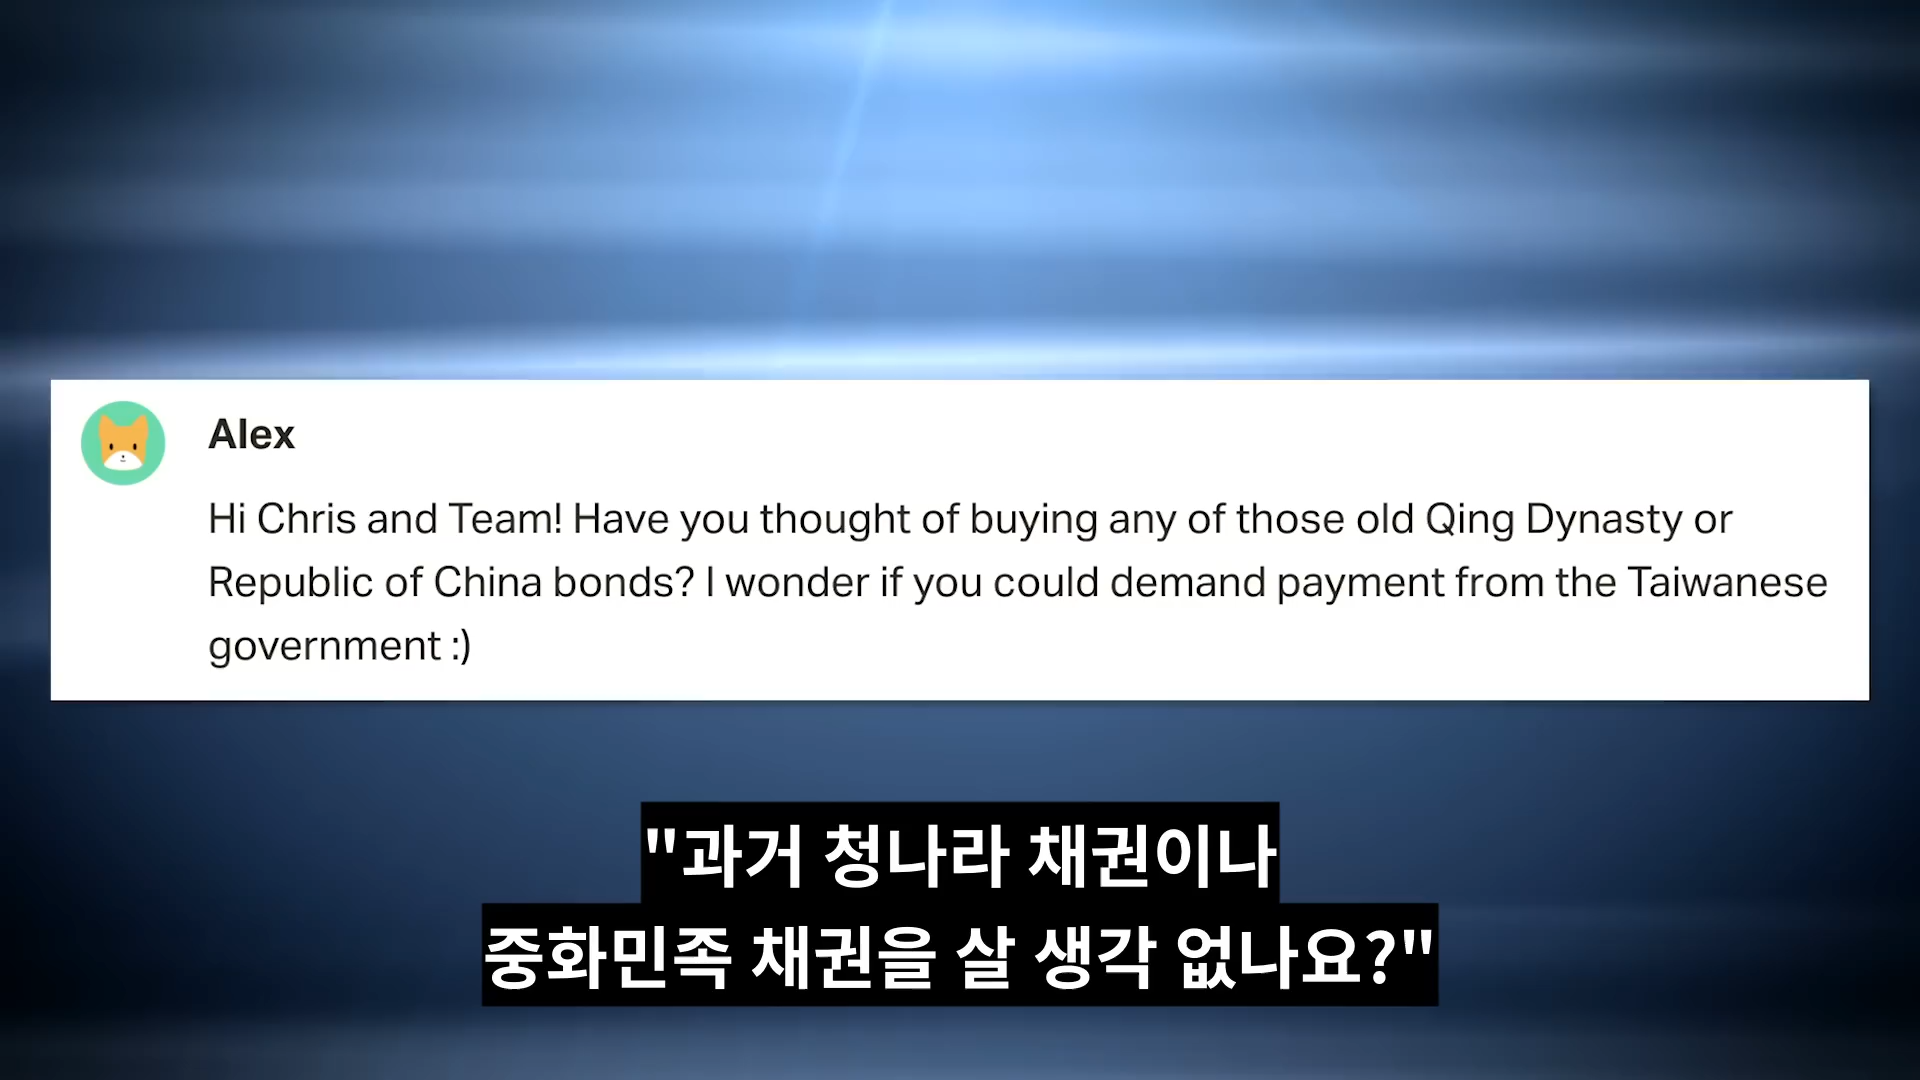 Alex
Hi Chris and Team! Have you thought of buying any of those old Qing Dynasty or
Republic of China bonds? I wonder if you could demand payment from the Taiwanese
government :)
"과거 청나라 채권이나
중화민족 채권을 살 생각 없나요?"